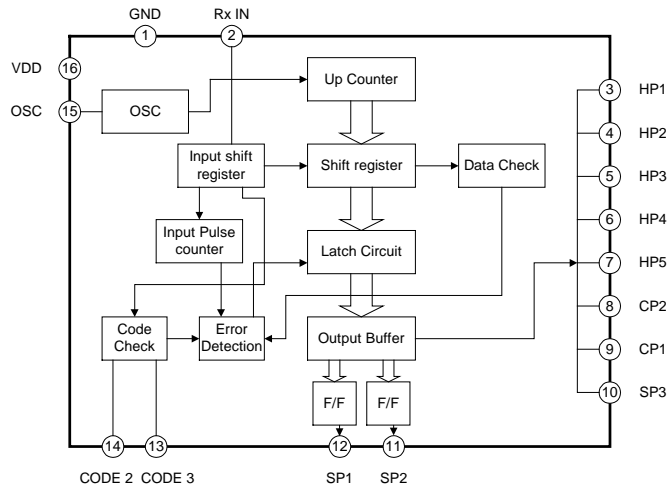 GND Rx IN
1 2
VDD 16
OSC 15 OSC
Up Counter
3 HP1
4 HP2
Input shift
register
Shift register
Data Check
5 HP3
6 HP4
Input Pulse
counter
Latch Circuit
7 HP5
8 CP2
Code
Check
Error
Detection
Output Buffer
9 CP1
F/F F/F
10 SP3
14 13 12 11
CODE 2 CODE 3 SP1 SP2